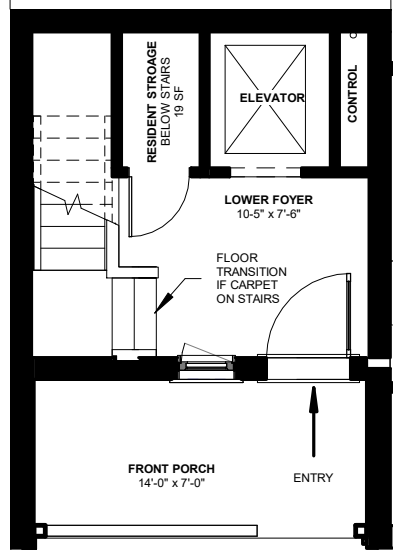 RESIDENT STROAGE
BELOW STAIRS
19 SF
ELEVATOR
CONTROL
LOWER FOYER
10-5" x 7'-6"
FLOOR
TRANSITION
IF CARPET
ON STAIRS
FRONT PORCH
14'-0" x 7'-0"
ENTRY